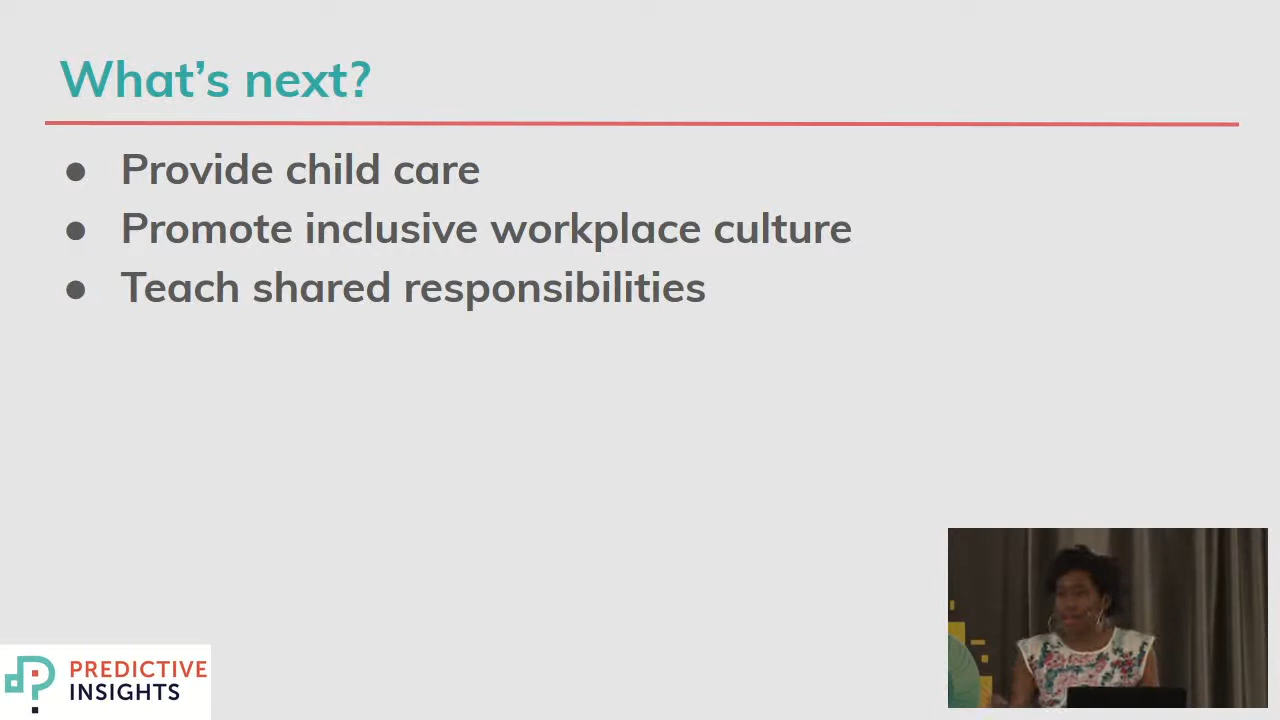 What's next?
● Provide child care
● Promote inclusive workplace culture
● Teach shared responsibilities
PREDICTIVE
INSIGHTS